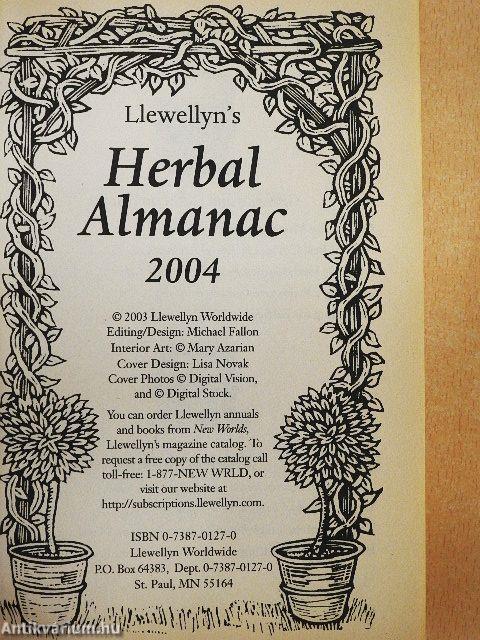 Llewellyn's
Herbal
Almanac
2004
© 2003 Llewellyn Worldwide
Editing/Design: Michael Fallon
Interior Art: © Mary Azarian
Cover Design: Lisa Novak
Cover Photos © Digital Vision,
and © Digital Stock.
You can order Llewellyn annuals
and books from New Worlds,
Llewellyn's magazine catalog. To
request a free copy of the catalog call
toll-free: 1-877-NEW WRLD, or
visit our website at
http://subscriptions.llewellyn.com.
ISBN 0-7387-0127-0
Llewellyn Worldwide
P.O. Box 64383, Dept. 0-7387-0127-0
St. Paul, MN 55164
Antikvarium.hu